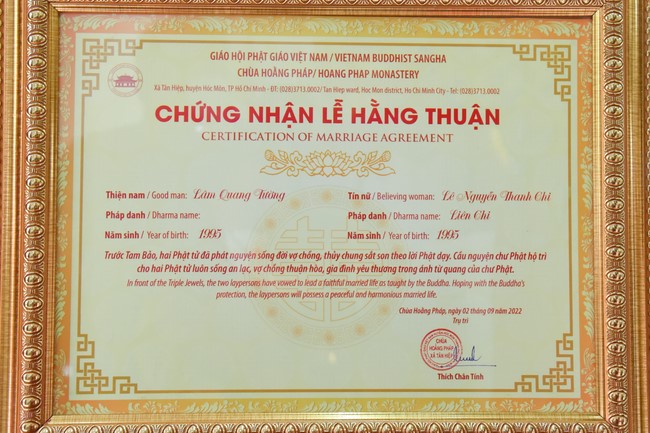 GIÁO HỘI PHẬT GIÁO VIỆT NAM / VIETNAM BUDDHIST SANGHA
CHÙA HOẰNG PHÁP/ HOANG PHAP MONASTERY
Xã Tân Hiệp, huyện Hóc Môn, TP Hồ Chí Minh - ĐT: (028)3713.0002/ Tan Hiep ward, Hoc Mon district, Ho Chi Minh City - Tel: (028)3713.0002
CHỨNG NHẬN LỄ HẰNG THUẬN
CERTIFICATION OF MARRIAGE AGREEMENT
Thiện nam / Good man: Lâm Quang Tường Tín nữ / Believing woman: Lê Nguyễn Thanh Chi
Pháp danh / Dharma name: Pháp danh / Dharma name: Liên Chi
Năm sinh / Year of birth: 1995 Năm sinh / Year of birth: 1995
Trước Tam Bảo, hai Phật tử đã phát nguyện sống đời vợ chồng, thủy chung sắt son theo lời Phật dạy. Cầu nguyện chư Phật hộ trì
cho hai Phật tử luôn sống an lạc, vợ chồng thuận hòa, gia đình yêu thương trong ánh từ quang của chư Phật.
In front of the Triple Jewels, the two laypersons have vowed to lead a faithful married life as taught by the Buddha. Hoping with the Buddha's
protection, the laypersons will possess a peaceful and harmonious married life.
Chùa Hoằng Pháp, ngày 02 tháng 09 năm 2022
Trụ trì
CHÙA
HOẰNG PHÁP
XÃ TÂN HIỆP
Thích Chân Tính